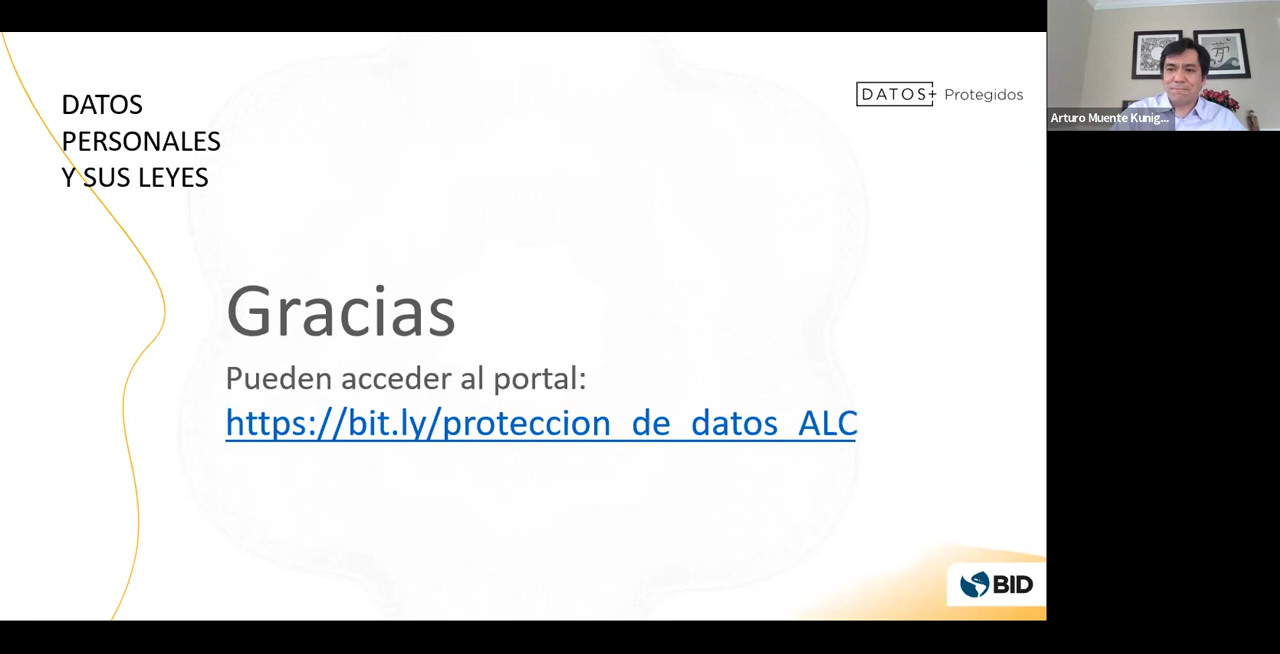 DATOS
PERSONALES
Y SUS LEYES
DATOS+ Protegidos
Arturo Muente Kunig...
Gracias
Pueden acceder al portal:
https://bit.ly/proteccion_de_datos_ALC
BID